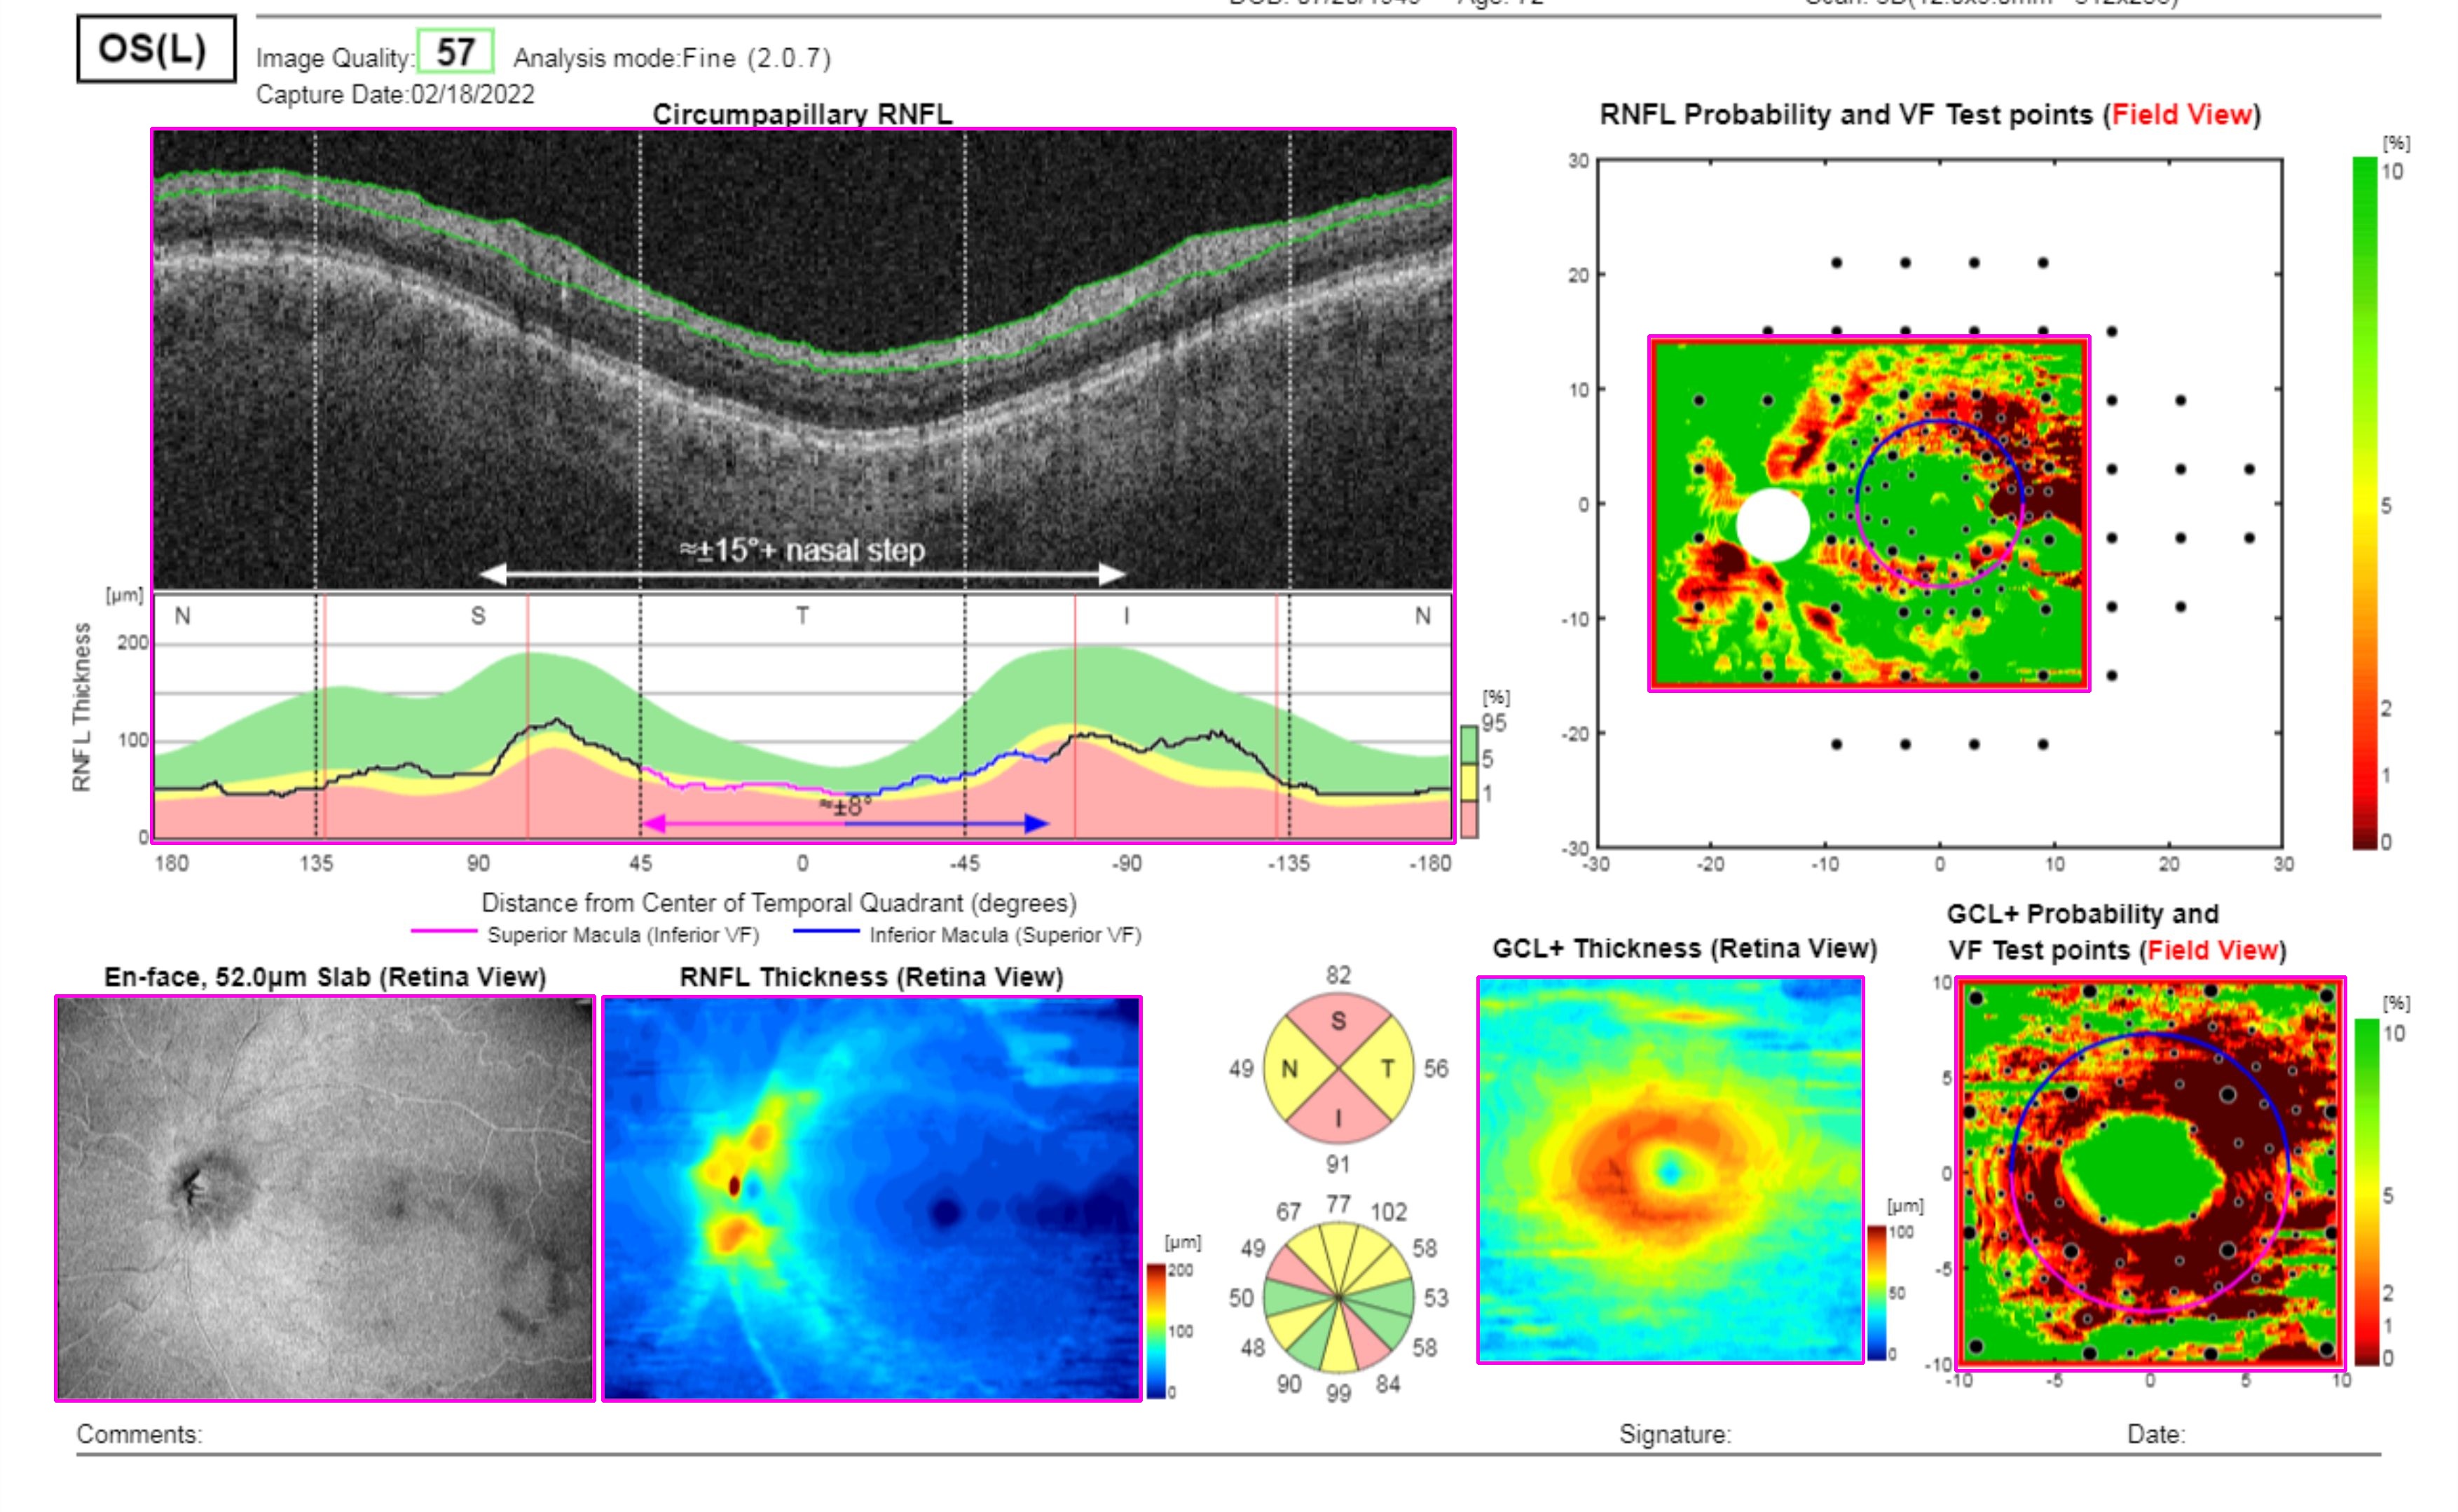 OS(L)
Image Quality: 57 Analysis mode:Fine (2.0.7)
Capture Date:02/18/2022
Circumpapillary RNFL
≈±15°+ nasal step
[µm]
N S T I N
RNFL Thickness
200
100
0
≈±8°
[%]
95
5
1
180 135 90 45 0 -45 -90 -135 -180
Distance from Center of Temporal Quadrant (degrees)
Superior Macula (Inferior VF) Inferior Macula (Superior VF)
RNFL Probability and VF Test points (Field View)
30
20
10
0
-10
-20
-30
-30 -20 -10 0 10 20 30
[%]
10
5
2
1
0
En-face, 52.0µm Slab (Retina View)
RNFL Thickness (Retina View)
[µm]
200
100
0
82
S
49 N T 56
I
91
67 77 102
49 58
50 53
48 58
90 99 84
GCL+ Thickness (Retina View)
[µm]
100
50
0
GCL+ Probability and
VF Test points (Field View)
10
5
0
-5
-10
-10 -5 0 5 10
[%]
10
5
2
1
0
Comments: Signature: Date: